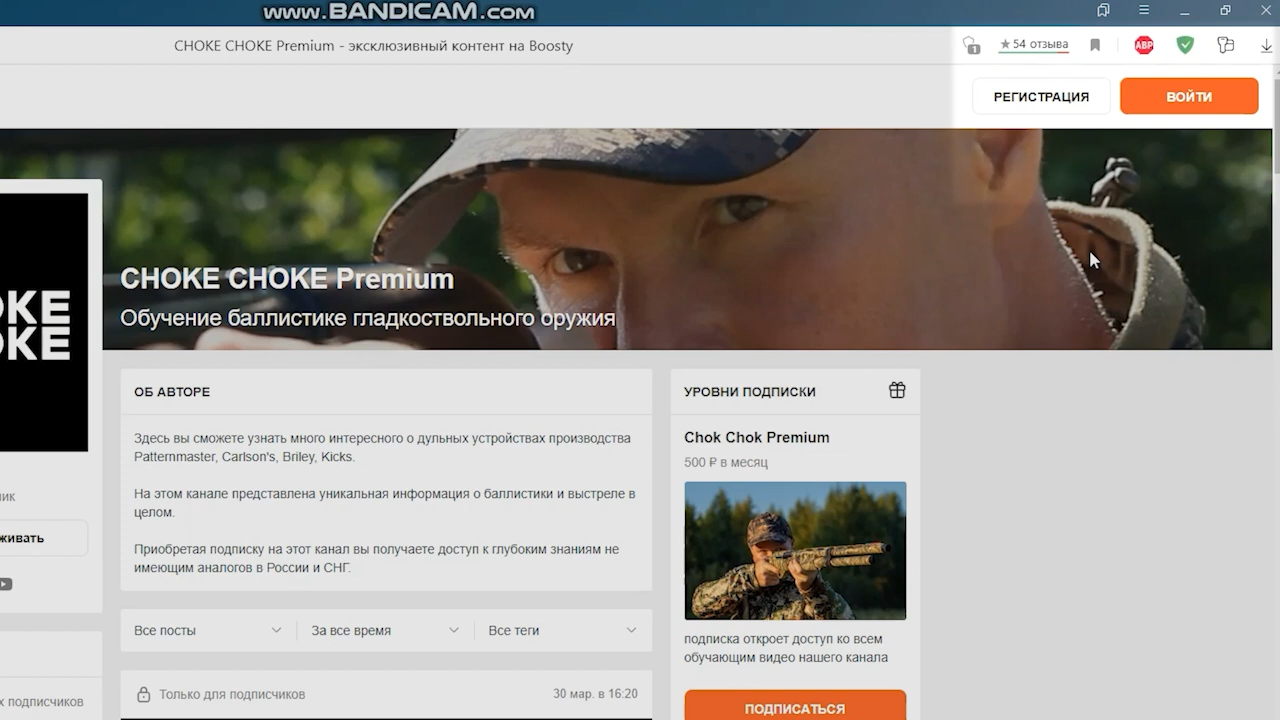 www.BANDICAM.com
CHOKE CHOKE Premium - эксклюзивный контент на Boosty
1
54 отзыва
ABP
РЕГИСТРАЦИЯ
ВОЙТИ
CHOKE CHOKE Premium
Обучение баллистике гладкоствольного оружия
OKE
OKE
ик
живать
х подписчиков
ОБ АВТОРЕ
Здесь вы сможете узнать много интересного о дульных устройствах производства
Patternmaster, Carlson's, Briley, Kicks.
На этом канале представлена уникальная информация о баллистики и выстреле в
целом.
Приобретая подписку на этот канал вы получаете доступ к глубоким знаниям не
имеющим аналогов в России и СНГ.
Все посты
За все время
Все теги
Только для подписчиков
30 мар. в 16:20
УРОВНИ ПОДПИСКИ
Chok Chok Premium
500 ₽ в месяц
подписка откроет доступ ко всем
обучающим видео нашего канала
ПОДПИСАТЬСЯ